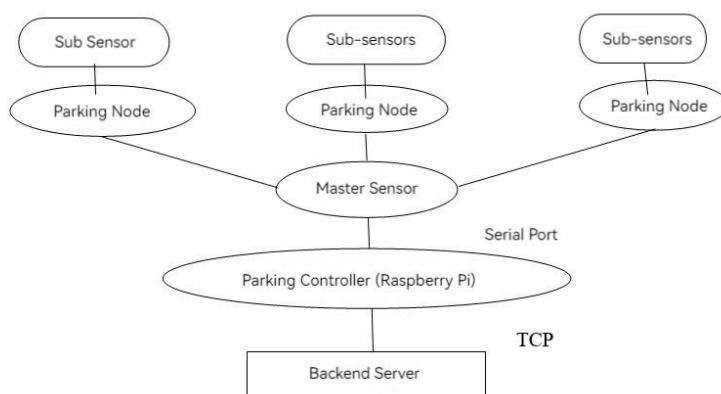 Sub Sensor
Sub-sensors
Sub-sensors
Parking Node
Parking Node
Parking Node
Master Sensor
Serial Port
Parking Controller (Raspberry Pi)
TCP
Backend Server